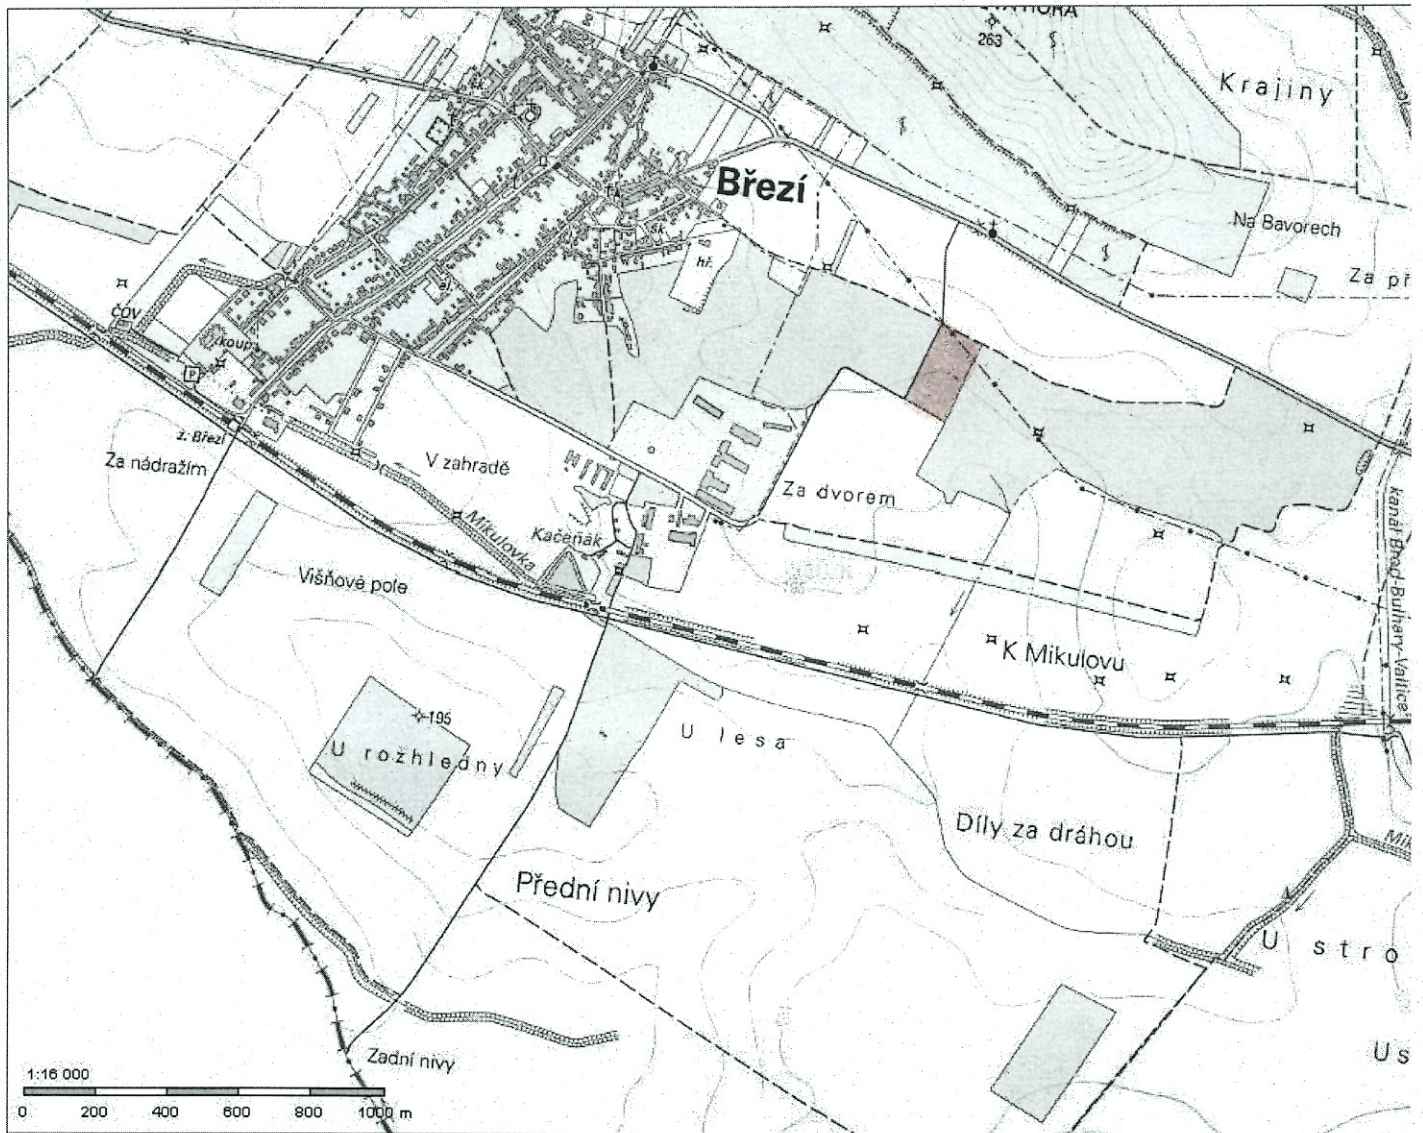 263
Krajiny
Březí
Na Bavorech
Za př
hř.
ČOV
koup.
P
z. Březí
Za nádražím
V zahradě
Za dvorem
Mikulovka
Kačeňák
Višňové pole
kanál Brod-Bulhary-Valtice
K Mikulovu
195
U rozhledny
U lesa
Díly za dráhou
Přední nivy
U stro
Us
Zadní nivy
1:16 000
0 200 400 600 800 1000 m